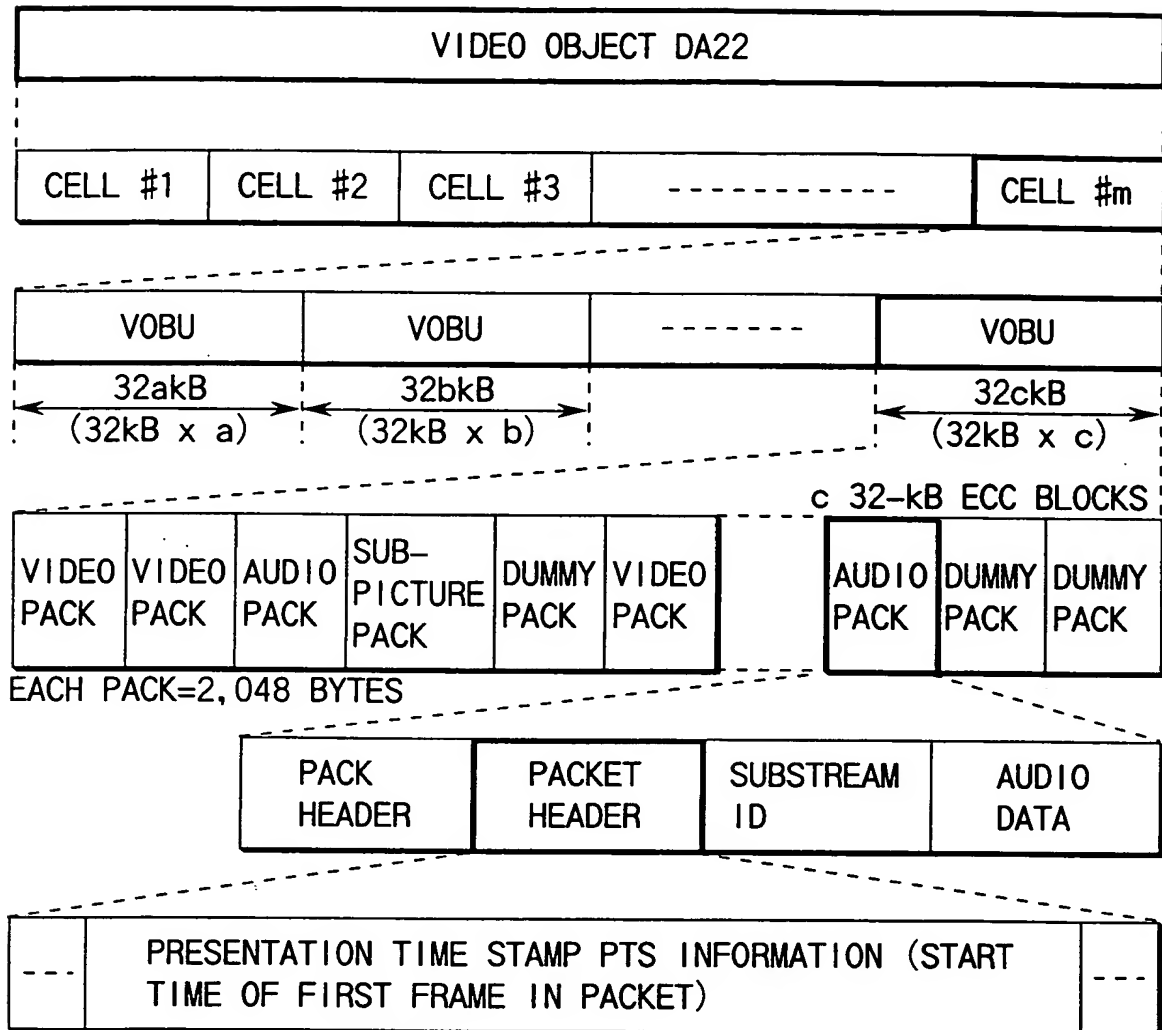 VIDEO OBJECT DA22
CELL #1 CELL #2 CELL #3 ----------- CELL #m
VOBU VOBU ------- VOBU
32akB 32bkB 32ckB
(32kB x a) (32kB x b) (32kB x c)
c 32-kB ECC BLOCKS
VIDEO PACK
VIDEO PACK
AUDIO PACK
SUB-
PICTURE
PACK
DUMMY PACK
VIDEO PACK
AUDIO PACK
DUMMY PACK
DUMMY PACK
EACH PACK=2,048 BYTES
PACK
HEADER
PACKET
HEADER
SUBSTREAM
ID
AUDIO
DATA
--- PRESENTATION TIME STAMP PTS INFORMATION (START ---
TIME OF FIRST FRAME IN PACKET)